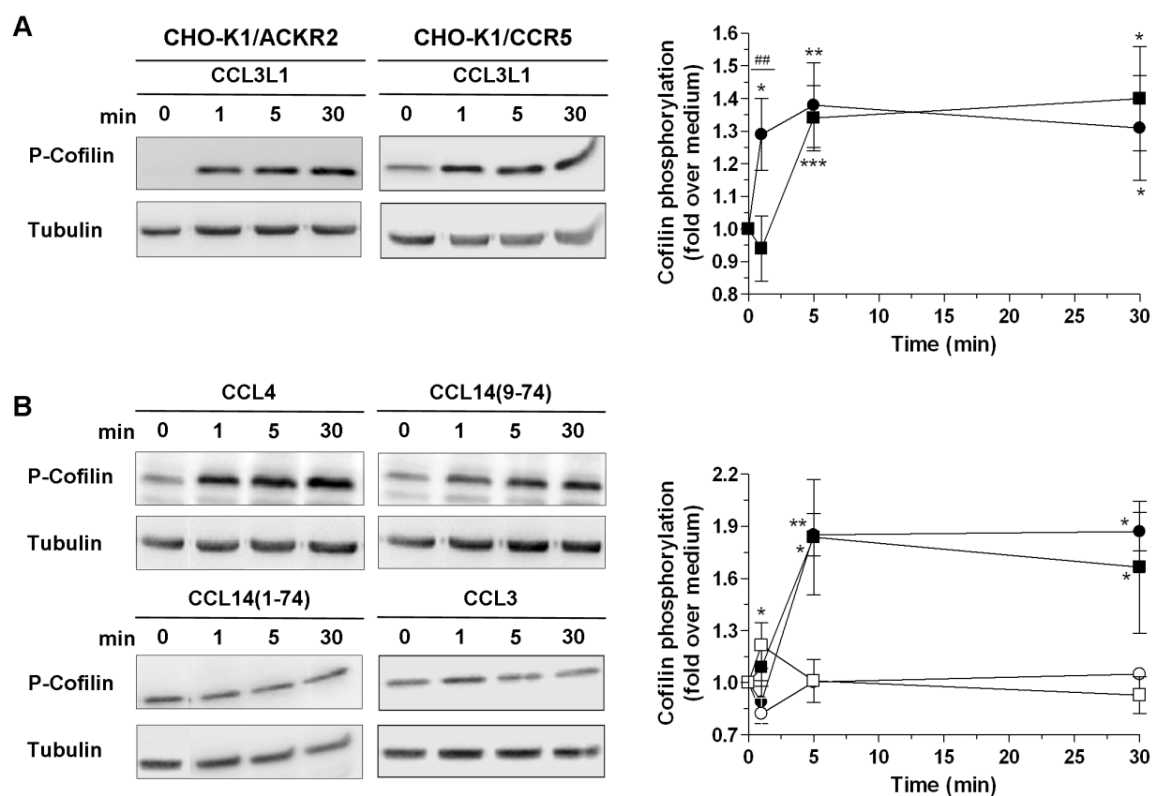 A
CHO-K1/ACKR2 CHO-K1/CCR5
CCL3L1 CCL3L1
min 0 1 5 30 0 1 5 30
P-Cofilin
Tubulin
Cofilin phosphorylation
(fold over medium)
1.6
1.4
1.3
1.2
1.0
0.9
0.8
##
*
**
***
*
*
0 5 10 15 20 25 30
Time (min)
B
CCL4 CCL14(9-74)
min 0 1 5 30 0 1 5 30
P-Cofilin
Tubulin
CCL14(1-74) CCL3
min 0 1 5 30 0 1 5 30
P-Cofilin
Tubulin
Cofilin phosphorylation
(fold over medium)
2.2
1.9
1.6
1.3
1.0
0.7
*
**
*
*
*
0 5 10 15 20 25 30
Time (min)